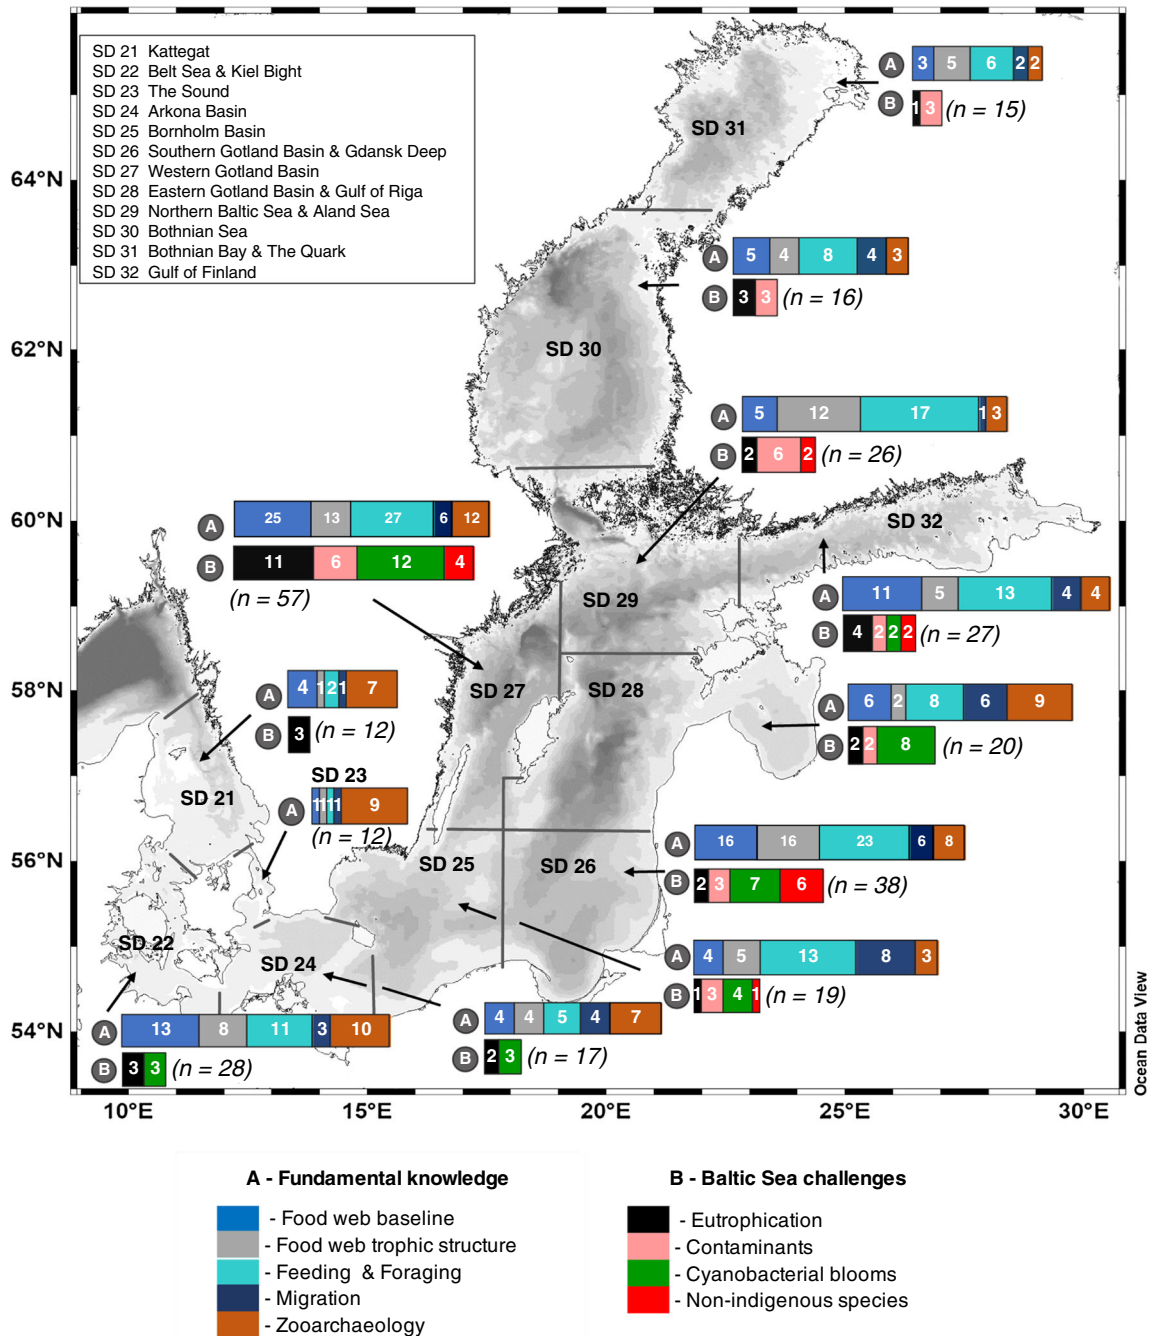 SD 21 Kattegat
SD 22 Belt Sea & Kiel Bight
SD 23 The Sound
SD 24 Arkona Basin
SD 25 Bornholm Basin
SD 26 Southern Gotland Basin & Gdansk Deep
SD 27 Western Gotland Basin
SD 28 Eastern Gotland Basin & Gulf of Riga
SD 29 Northern Baltic Sea & Aland Sea
SD 30 Bothnian Sea
SD 31 Bothnian Bay & The Quark
SD 32 Gulf of Finland
A 3 5 6 2 2
B 1 3 (n = 15)
SD 31
64°N
A 5 4 8 4 3
B 3 3 (n = 16)
62°N
SD 30
A 5 12 17 1 3
B 2 6 2 (n = 26)
60°N
SD 32
A 25 13 27 6 12
B 11 6 12 4
(n = 57)
SD 29
A 11 5 13 4 4
B 4 2 2 2 (n = 27)
58°N
SD 27
SD 28
A 4 1 2 1 7
B 3 (n = 12)
A 6 2 8 6 9
B 2 2 8 (n = 20)
SD 23
A 1 1 1 1 9
(n = 12)
SD 21
56°N
SD 25
SD 26
A 16 16 23 6 8
B 2 3 7 6 (n = 38)
SD 22
SD 24
A 4 5 13 8 3
B 1 3 4 1 (n = 19)
54°N
A 13 8 11 3 10
B 3 3 (n = 28)
A 4 4 5 4 7
B 2 3 (n = 17)
10°E 15°E 20°E 25°E 30°E
Ocean Data View
A - Fundamental knowledge
- Food web baseline
- Food web trophic structure
- Feeding & Foraging
- Migration
- Zooarchaeology
B - Baltic Sea challenges
- Eutrophication
- Contaminants
- Cyanobacterial blooms
- Non-indigenous species